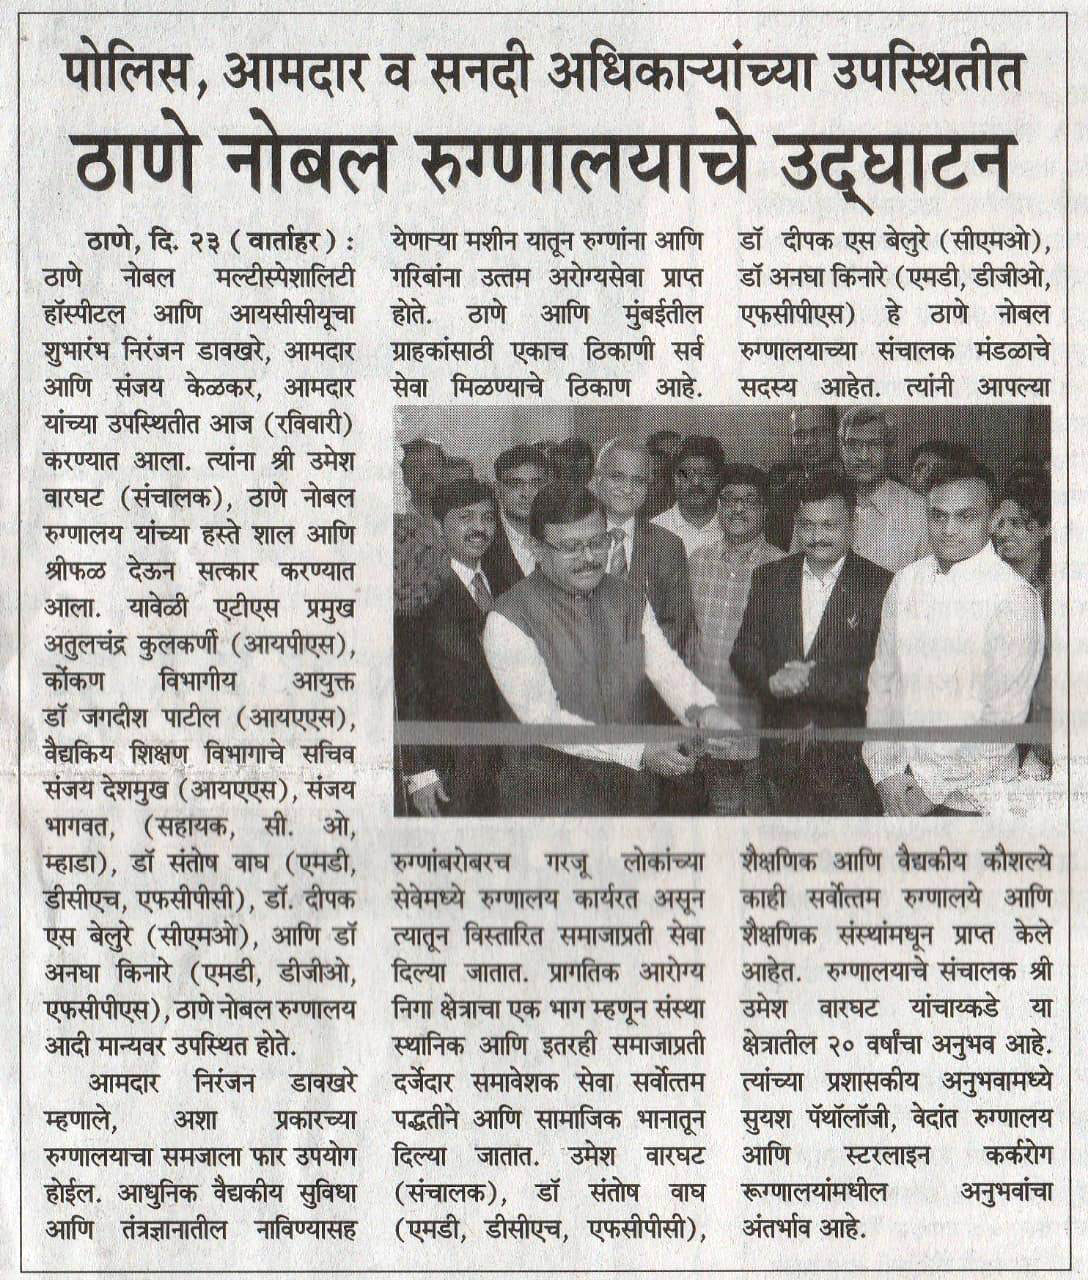 पोलिस, आमदार व सनदी अधिकाऱ्यांच्या उपस्थितीत
ठाणे नोबल रुग्णालयाचे उद्‌घाटन
ठाणे, दि. २३ ( वार्ताहर ) :
ठाणे नोबल मल्टीस्पेशालिटी
हॉस्पीटल आणि आयसीसीयूचा
शुभारंभ निरंजन डावखरे, आमदार
आणि संजय केळकर, आमदार
यांच्या उपस्थितीत आज (रविवारी)
करण्यात आला. त्यांना श्री उमेश
वारघट (संचालक), ठाणे नोबल
रुग्णालय यांच्या हस्ते शाल आणि
श्रीफळ देऊन सत्कार करण्यात
आला. यावेळी एटीएस प्रमुख
अतुलचंद्र कुलकर्णी (आयपीएस),
कोंकण विभागीय आयुक्त
डॉ जगदीश पाटील (आयएएस),
वैद्यकिय शिक्षण विभागाचे सचिव
संजय देशमुख (आयएएस), संजय
भागवत, (सहायक, सी. ओ,
म्हाडा), डॉ संतोष वाघ (एमडी,
डीसीएच, एफसीपीसी), डॉ. दीपक
एस बेलुरे (सीएमओ), आणि डॉ
अनघा किनारे (एमडी, डीजीओ,
एफसीपीएस), ठाणे नोबल रुग्णालय
आदी मान्यवर उपस्थित होते.
आमदार निरंजन डावखरे
म्हणाले, अशा प्रकारच्या
रुग्णालयाचा समजाला फार उपयोग
होईल. आधुनिक वैद्यकीय सुविधा
आणि तंत्रज्ञानातील नाविण्यासह
येणाऱ्या मशीन यातून रुग्णांना आणि
गरिबांना उत्तम अरोग्यसेवा प्राप्त
होते. ठाणे आणि मुंबईतील
ग्राहकांसाठी एकाच ठिकाणी सर्व
सेवा मिळण्याचे ठिकाण आहे.
रुग्णांबरोबरच गरजू लोकांच्या
सेवेमध्ये रुग्णालय कार्यरत असून
त्यातून विस्तारित समाजाप्रती सेवा
दिल्या जातात. प्रागतिक आरोग्य
निगा क्षेत्राचा एक भाग म्हणून संस्था
स्थानिक आणि इतरही समाजाप्रती
दर्जेदार समावेशक सेवा सर्वोत्तम
पद्धतीने आणि सामाजिक भानातून
दिल्या जातात. उमेश वारघट
(संचालक), डॉ संतोष वाघ
(एमडी, डीसीएच, एफसीपीसी),
डॉ दीपक एस बेलुरे (सीएमओ),
डॉ अनघा किनारे (एमडी, डीजीओ,
एफसीपीएस) हे ठाणे नोबल
रुग्णालयाच्या संचालक मंडळाचे
सदस्य आहेत. त्यांनी आपल्या
शैक्षणिक आणि वैद्यकीय कौशल्ये
काही सर्वोत्तम रुग्णालये आणि
शैक्षणिक संस्थांमधून प्राप्त केले
आहेत. रुग्णालयाचे संचालक श्री
उमेश वारघट यांचाय्कडे या
क्षेत्रातील २० वर्षांचा अनुभव आहे.
त्यांच्या प्रशासकीय अनुभवामध्ये
सुयश पॅथॉलॉजी, वेदांत रुग्णालय
आणि स्टरलाइन कर्करोग
रूग्णालयांमधील अनुभवांचा
अंतर्भाव आहे.